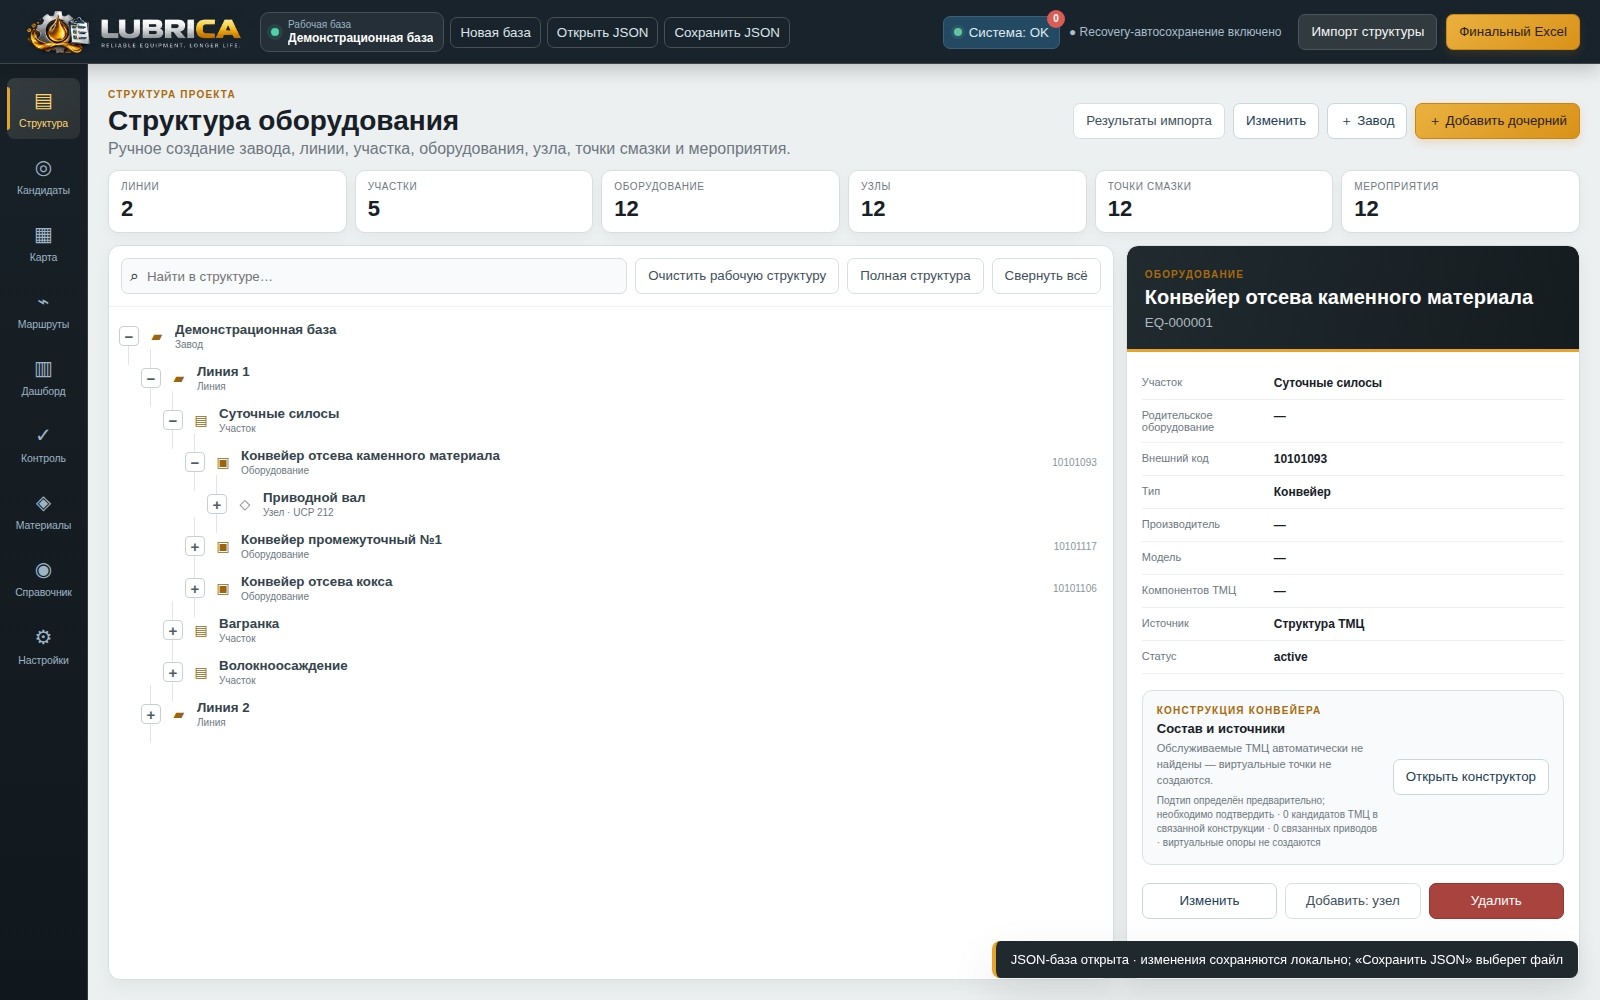 LUBRICA
RELIABLE EQUIPMENT. LONGER LIFE.
Рабочая база
Демонстрационная база
Новая база
Открыть JSON
Сохранить JSON
Система: OK
0
● Recovery-автосохранение включено
Импорт структуры
Финальный Excel
Структура
Кандидаты
Карта
Маршруты
Дашборд
Контроль
Материалы
Справочник
Настройки
СТРУКТУРА ПРОЕКТА
Структура оборудования
Ручное создание завода, линии, участка, оборудования, узла, точки смазки и мероприятия.
Результаты импорта
Изменить
+ Завод
+ Добавить дочерний
ЛИНИИ
2
УЧАСТКИ
5
ОБОРУДОВАНИЕ
12
УЗЛЫ
12
ТОЧКИ СМАЗКИ
12
МЕРОПРИЯТИЯ
12
Найти в структуре…
Очистить рабочую структуру
Полная структура
Свернуть всё
Демонстрационная база
Завод
Линия 1
Линия
Суточные силосы
Участок
Конвейер отсева каменного материала
Оборудование
10101093
Приводной вал
Узел · UCP 212
Конвейер промежуточный №1
Оборудование
10101117
Конвейер отсева кокса
Оборудование
10101106
Вагранка
Участок
Волокноосаждение
Участок
Линия 2
Линия
ОБОРУДОВАНИЕ
Конвейер отсева каменного материала
EQ-000001
Участок
Суточные силосы
Родительское
оборудование
—
Внешний код
10101093
Тип
Конвейер
Производитель
—
Модель
—
Компонентов ТМЦ
—
Источник
Структура ТМЦ
Статус
active
КОНСТРУКЦИЯ КОНВЕЙЕРА
Состав и источники
Обслуживаемые ТМЦ автоматически не
найдены — виртуальные точки не
создаются.
Подтип определён предварительно;
необходимо подтвердить · 0 кандидатов ТМЦ в
связанной конструкции · 0 связанных приводов
· виртуальные опоры не создаются
Открыть конструктор
Изменить
Добавить: узел
Удалить
JSON-база открыта · изменения сохраняются локально; «Сохранить JSON» выберет файл